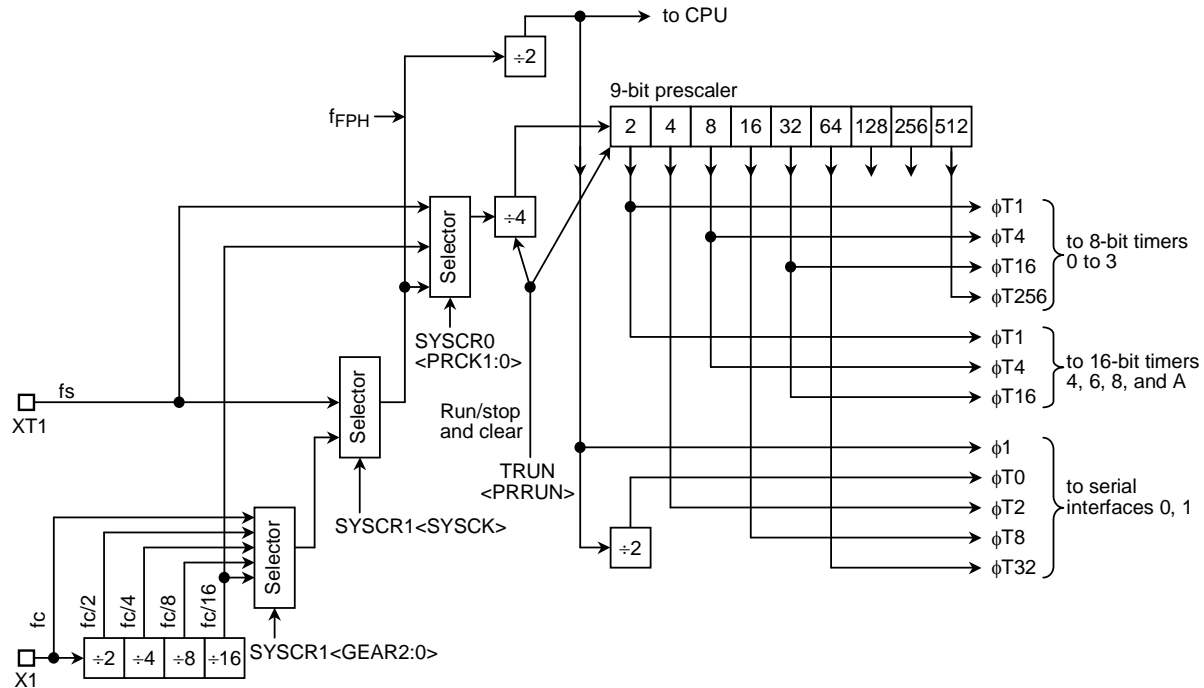 to CPU
÷2
9-bit prescaler
fFPH
2 4 8 16 32 64 128 256 512
Selector
÷4
ϕT1
ϕT4
ϕT16
ϕT256
to 8-bit timers
0 to 3
SYSCR0
<PRCK1:0>
ϕT1
ϕT4
ϕT16
to 16-bit timers
4, 6, 8, and A
fs
XT1
Selector
Run/stop
and clear
TRUN
<PRRUN>
SYSCR1<SYSCK>
ϕ1
ϕT0
ϕT2
ϕT8
ϕT32
to serial
interfaces 0, 1
÷2
Selector
fc
fc/2
fc/4
fc/8
fc/16
SYSCR1<GEAR2:0>
X1
÷2 ÷4 ÷8 ÷16